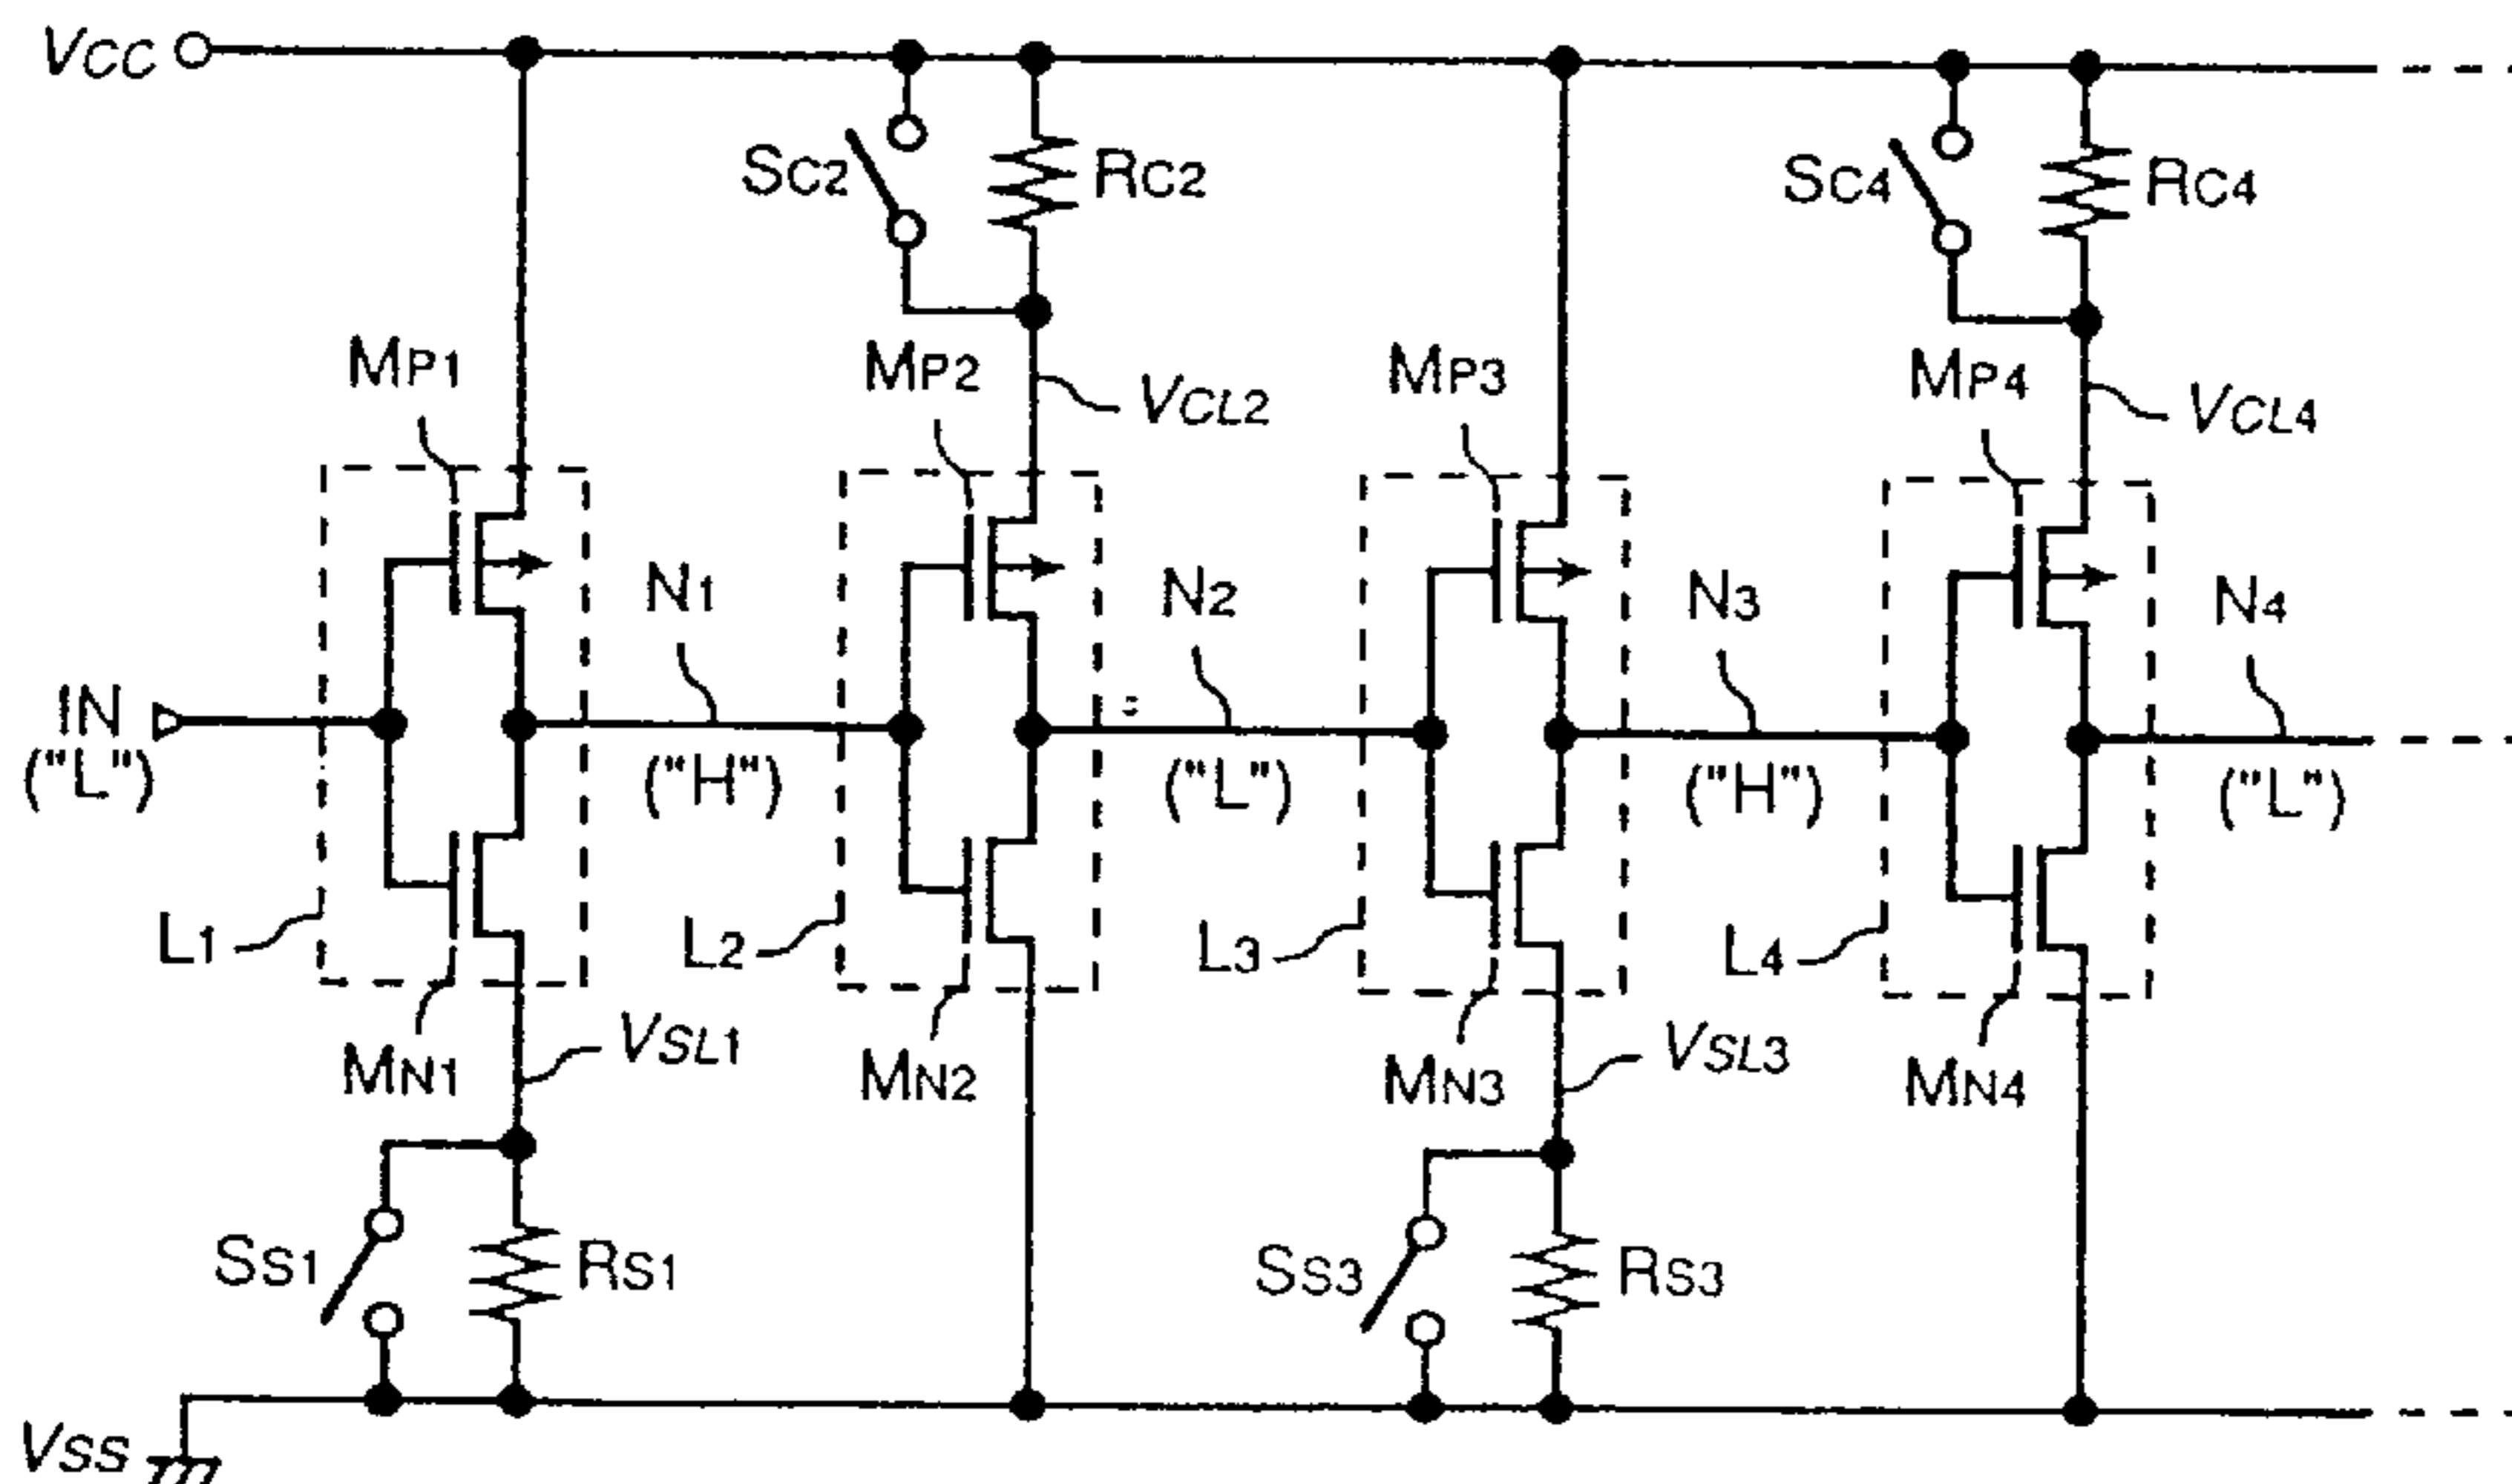 VCC
SC2
RC2
SC4
RC4
MP1
MP2
VCL2
MP3
MP4
VCL4
N1
N2
N3
N4
IN
("L")
("H")
("L")
("H")
("L")
L1
L2
L3
L4
MN1
VSL1
MN2
MN3
VSL3
MN4
SS1
RS1
SS3
RS3
VSS